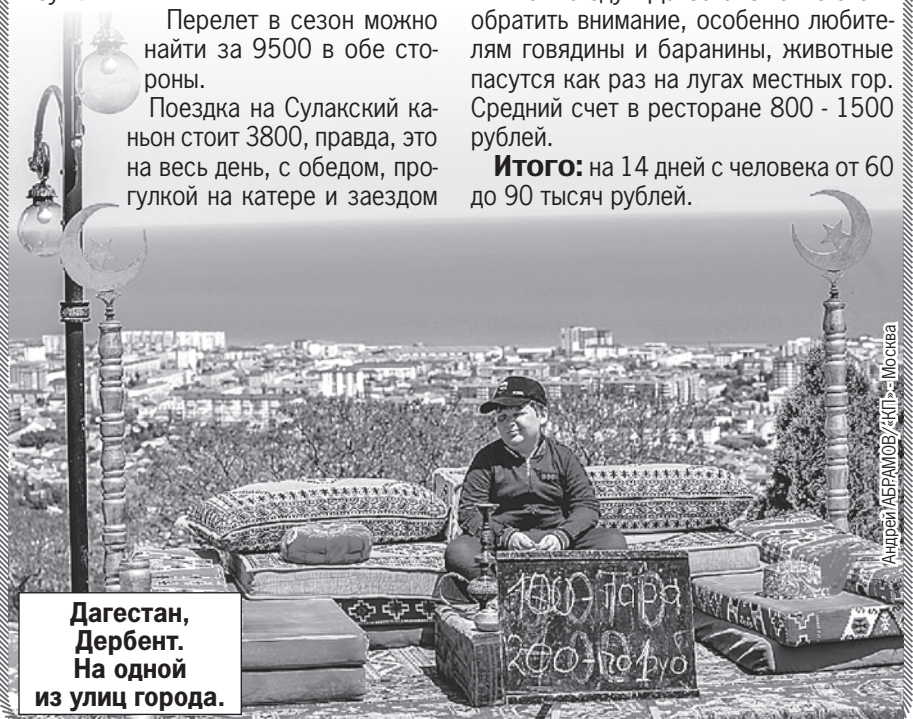 Перелет в сезон можно
найти за 9500 в обе сто-
роны.
Поездка на Сулакский ка-
ньон стоит 3800, правда, это
на весь день, с обедом, про-
гулкой на катере и заездом
обратить внимание, особенно любите-
лям говядины и баранины, животные
пасутся как раз на лугах местных гор.
Средний счет в ресторане 800 - 1500
рублей.
Итого: на 14 дней с человека от 60
до 90 тысяч рублей.
Андрей АБРАМОВ/«КП» - Москва
100-пара
200-
Дагестан,
Дербент.
На одной
из улиц города.